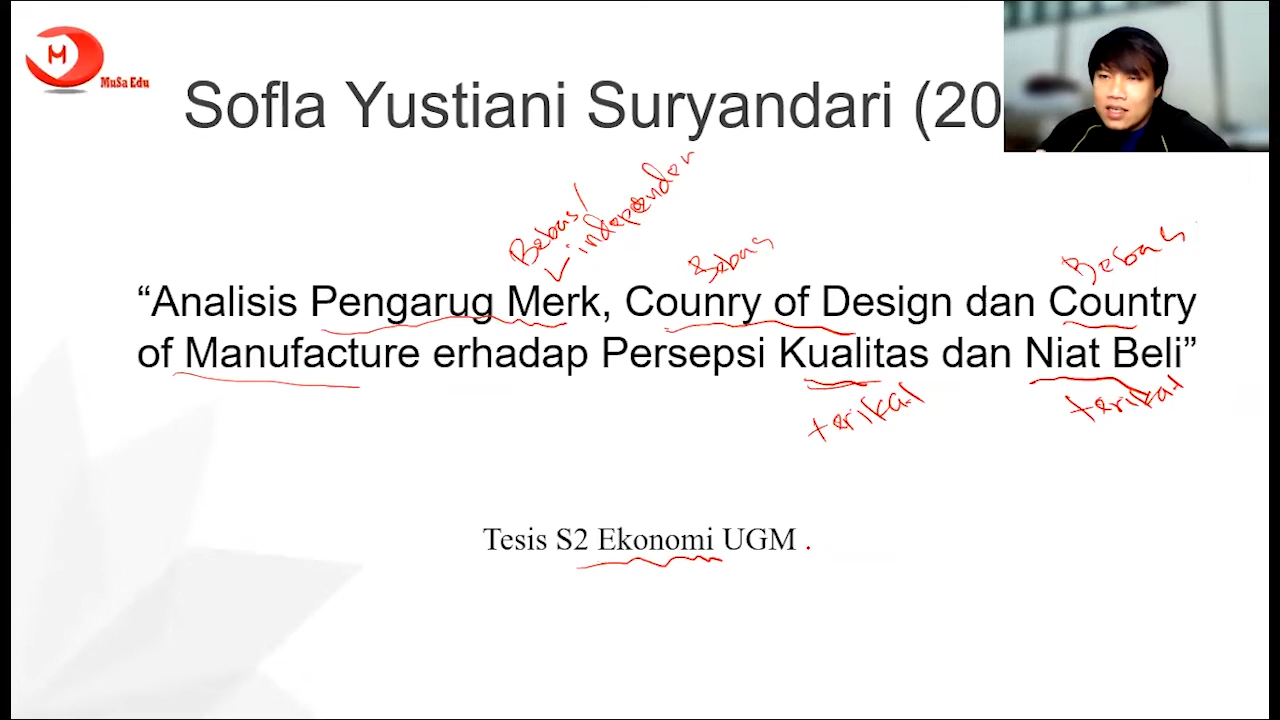 M
MuSa Edu
Sofla Yustiani Suryandari (20
Bebas/
independen
Bebas
Bebas
“Analisis Pengarug Merk, Counry of Design dan Country
of Manufacture erhadap Persepsi Kualitas dan Niat Beli”
terikat
terikat
Tesis S2 Ekonomi UGM .